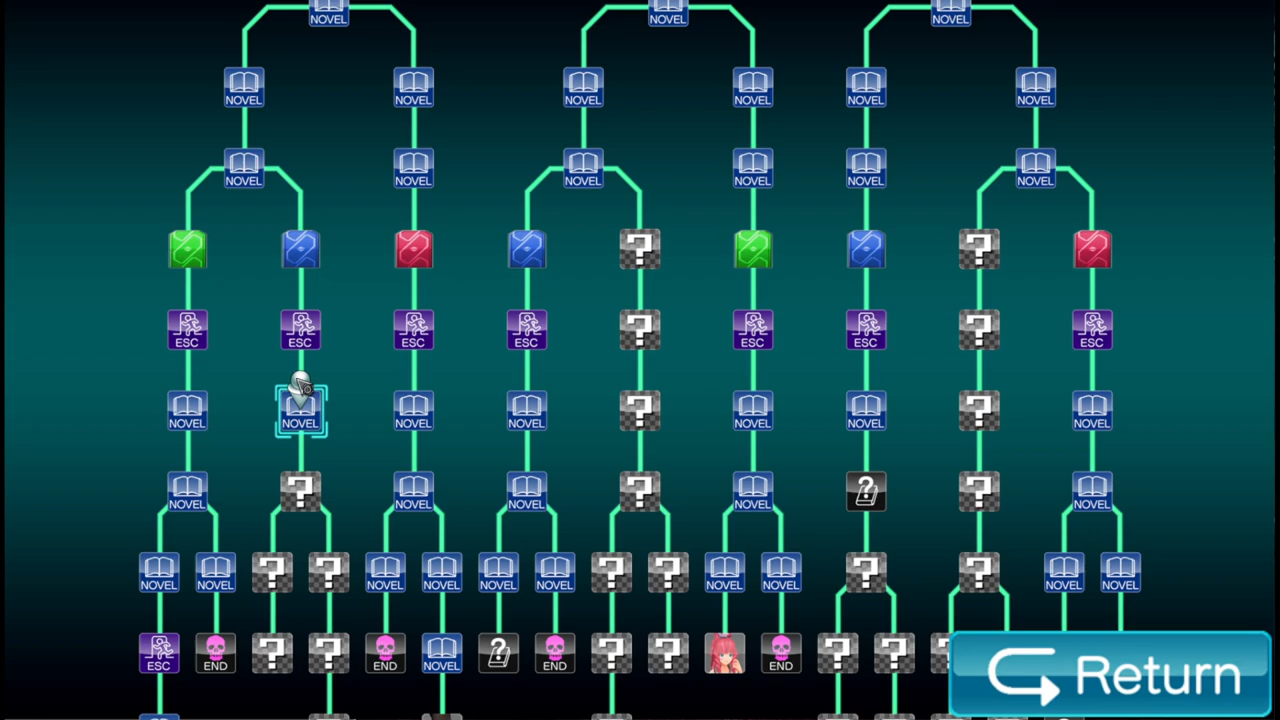 NOVEL NOVEL NOVEL
NOVEL NOVEL NOVEL NOVEL NOVEL NOVEL
NOVEL NOVEL NOVEL NOVEL NOVEL NOVEL
?  ?
ESC ESC ESC ESC ? ESC ESC ? ESC
NOVEL NOVEL NOVEL NOVEL ? NOVEL NOVEL ? NOVEL
NOVEL ? NOVEL NOVEL ? NOVEL ? ? NOVEL
NOVEL NOVEL ? ? NOVEL NOVEL NOVEL NOVEL ? ? NOVEL NOVEL ? ? NOVEL NOVEL
ESC END ? ? END NOVEL ? END ? ? END ? ? ?
Return